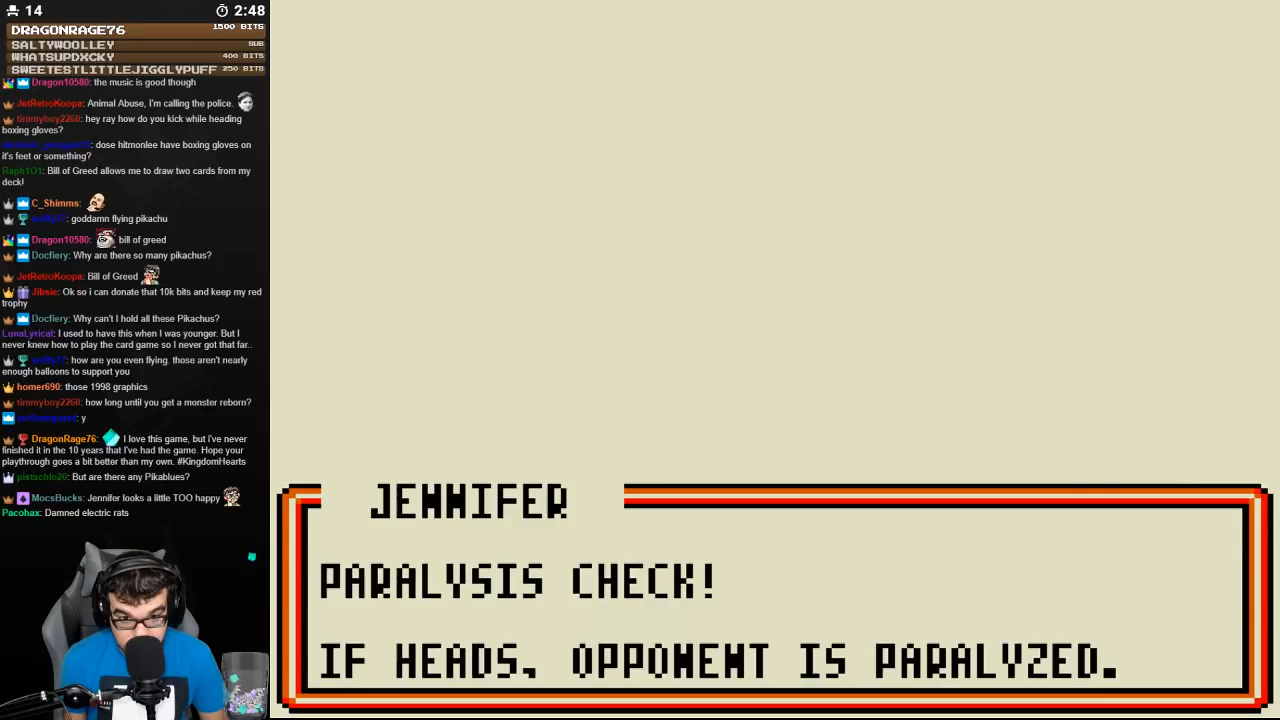 14
2:48
DRAGONRAGE76 1500 BITS
SALTYWOOLLEY SUB
WHATSUPDXCKY 400 BITS
SWEETESTLITTLEJIGGLYPUFF 250 BITS
Dragon10580: the music is good though
JetRetroKoopa: Animal Abuse, I'm calling the police.
timmyboy2260: hey ray how do you kick while heading
boxing gloves?
dose hitmonlee have boxing gloves on
it's feet or something?
Raph1O1: Bill of Greed allows me to draw two cards from my
deck!
C_Shimms:
goddamn flying pikachu
Dragon10580: bill of greed
Docfiery: Why are there so many pikachus?
JetRetroKoopa: Bill of Greed
Jibsie: Ok so i can donate that 10k bits and keep my red
trophy
Docfiery: Why can't I hold all these Pikachus?
LunaLyrical: I used to have this when I was younger. But I
never knew how to play the card game so I never got that far..
how are you even flying. those aren't nearly
enough balloons to support you
homer690: those 1998 graphics
timmyboy2260: how long until you get a monster reborn?
: y
DragonRage76: I love this game, but i've never
finished it in the 10 years that I've had the game. Hope your
playthrough goes a bit better than my own. #KingdomHearts
pistachio20: But are there any Pikablues?
MocsBucks: Jennifer looks a little TOO happy
Pacohax: Damned electric rats
JENNIFER
PARALYSIS CHECK!
IF HEADS, OPPONENT IS PARALYZED.